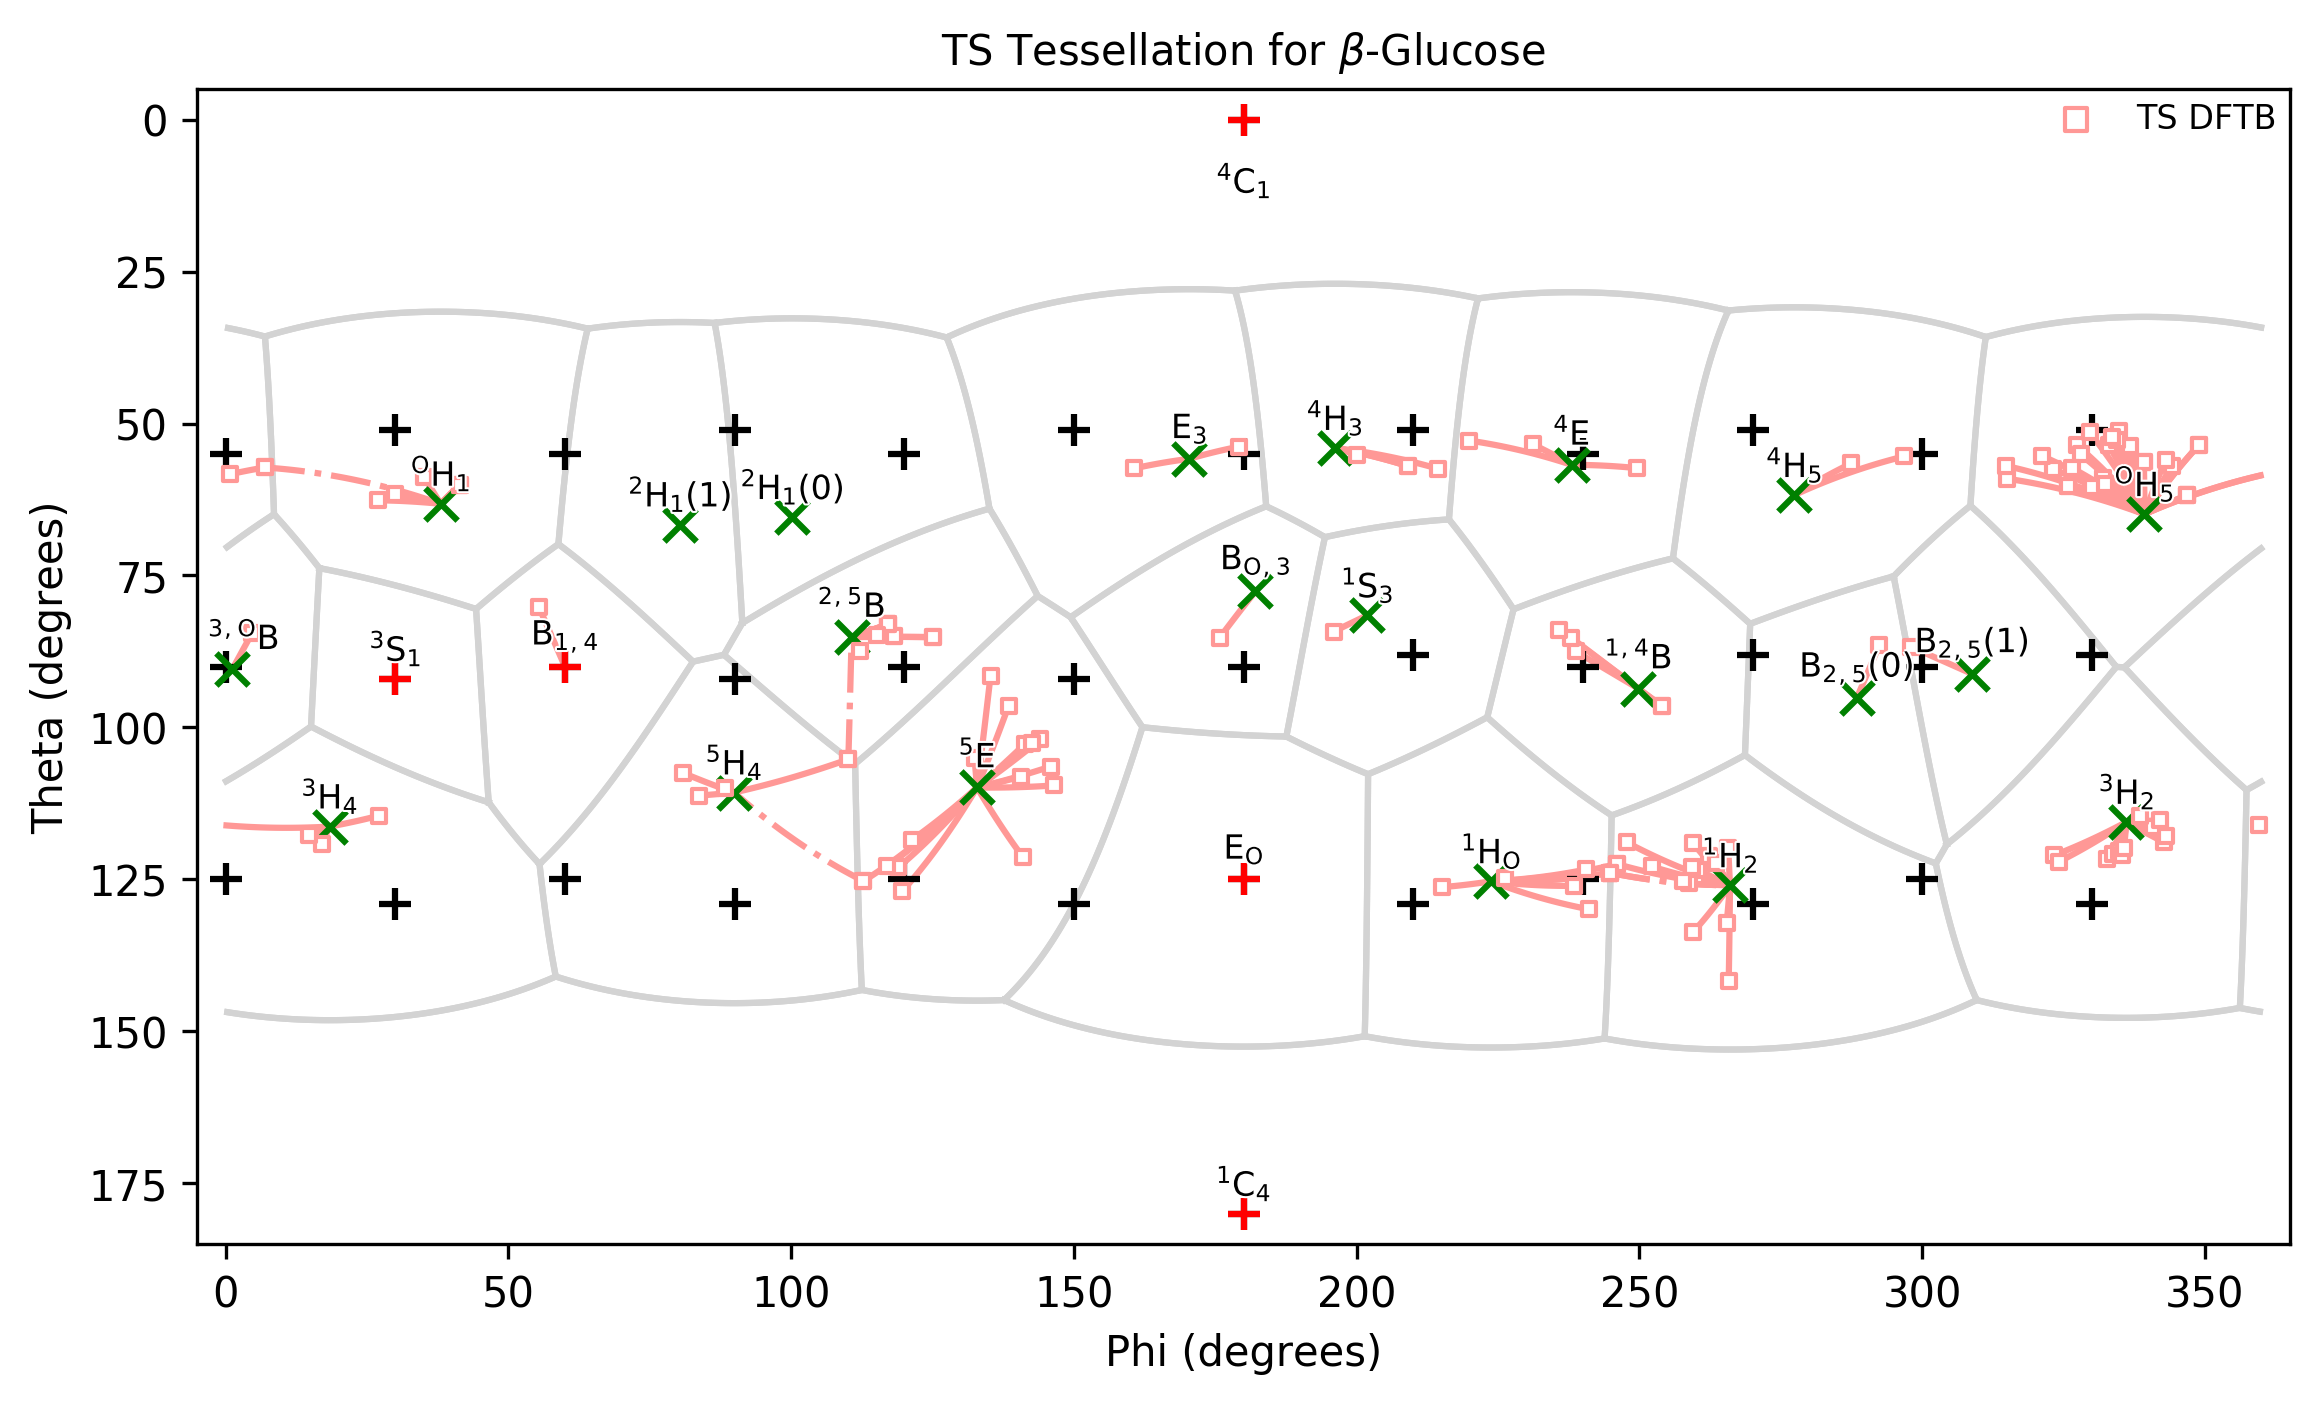 TS Tessellation for β-Glucose
TS DFTB
⁴C₁
E₃
⁴H₃
⁴E
⁴H₅
ᴼH₁
²H₁(1)
²H₁(0)
ᴼH₅
B_O,3
¹S₃
²,⁵B
³,ᴼB
³S₁
B₁,₄
¹,⁴B
B₂,₅(0)
B₂,₅(1)
⁵H₄
⁵E
³H₄
³H₂
E_O
¹H_O
¹H₂
¹C₄
0
25
50
75
100
125
150
175
Theta (degrees)
0 50 100 150 200 250 300 350
Phi (degrees)